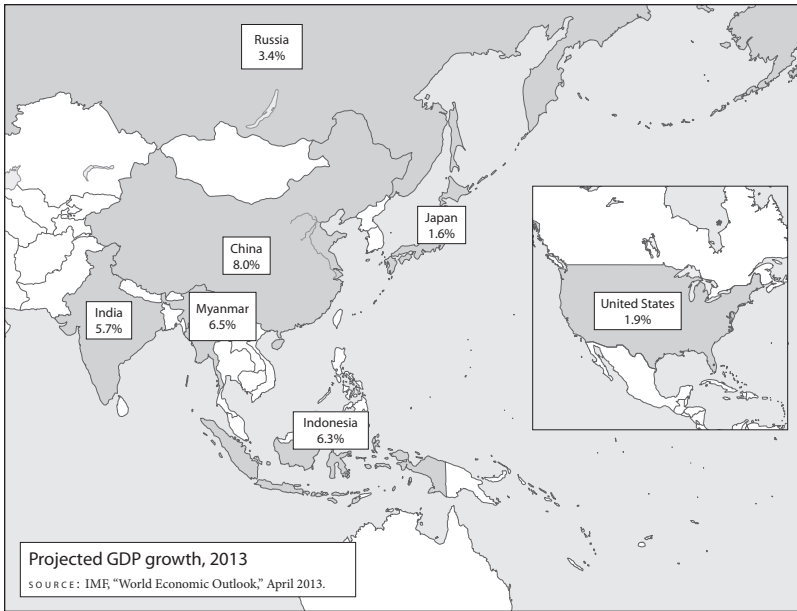 Russia
3.4%
Japan
1.6%
China
8.0%
India
5.7%
Myanmar
6.5%
United States
1.9%
Indonesia
6.3%
Projected GDP growth, 2013
SOURCE: IMF, “World Economic Outlook,” April 2013.